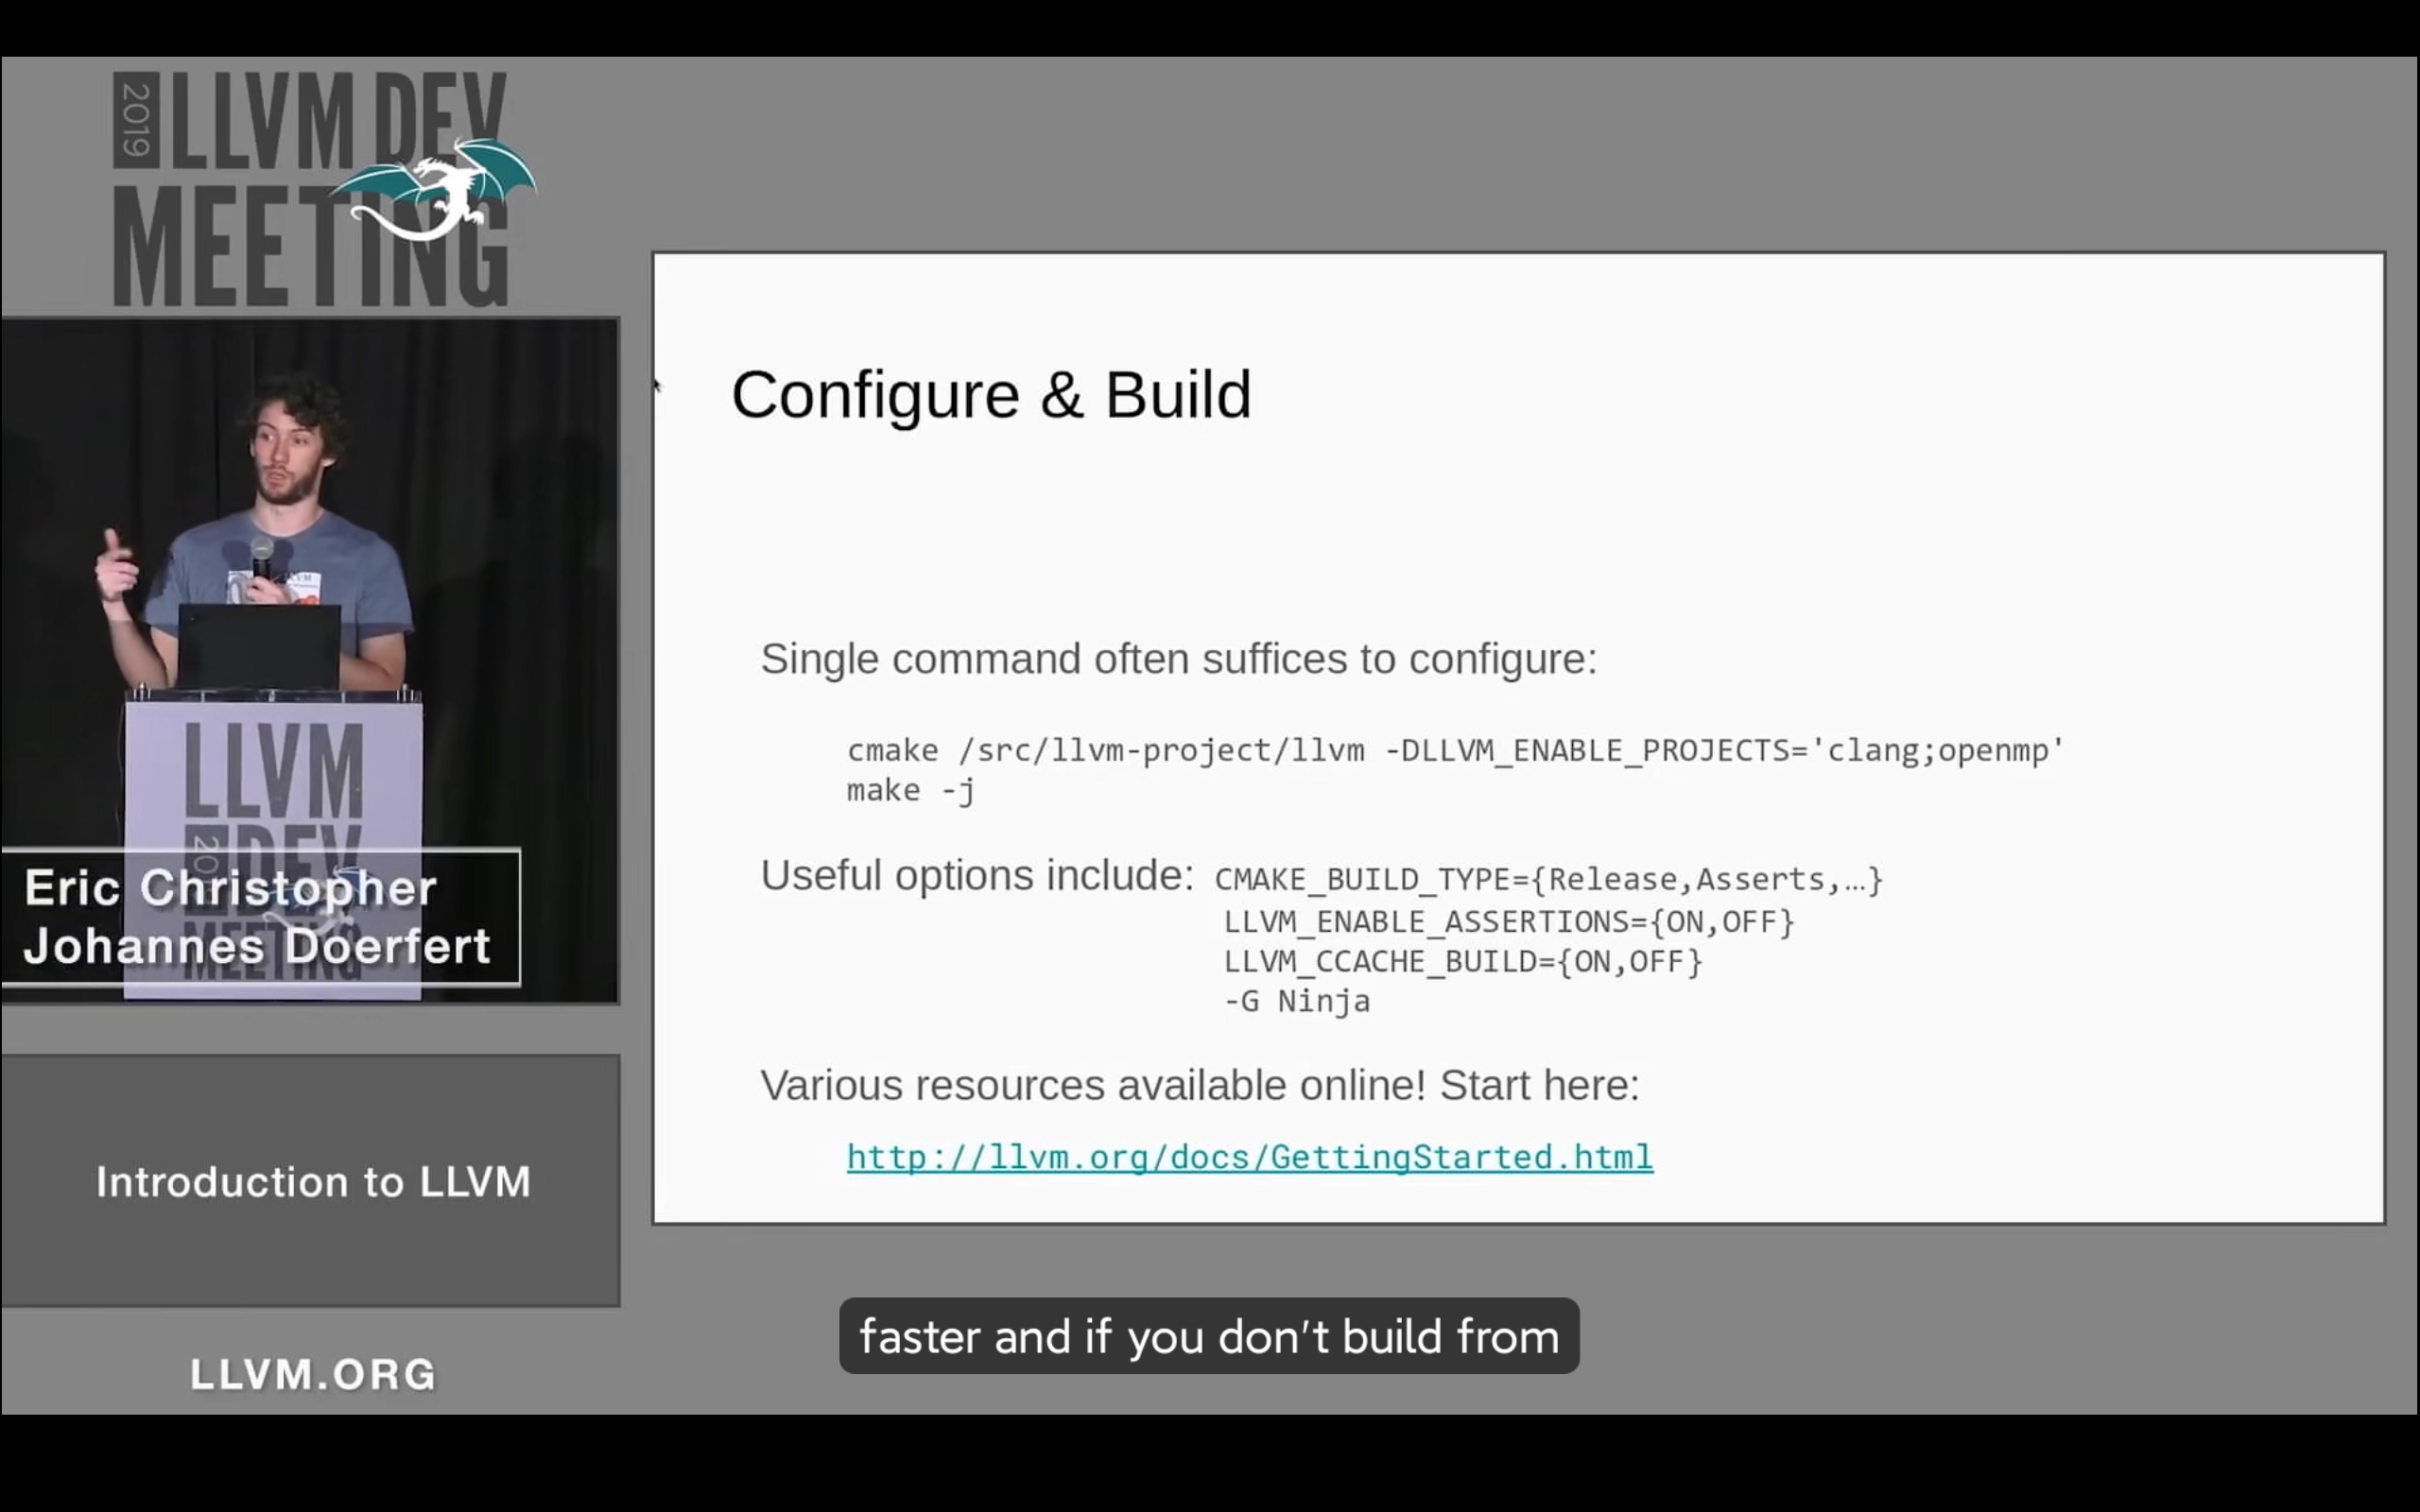 2019 LLVM DEV
MEETING
Configure & Build
Single command often suffices to configure:
cmake /src/llvm-project/llvm -DLLVM_ENABLE_PROJECTS='clang;openmp'
make -j
Useful options include: CMAKE_BUILD_TYPE={Release,Asserts,…}
LLVM_ENABLE_ASSERTIONS={ON,OFF}
LLVM_CCACHE_BUILD={ON,OFF}
-G Ninja
Various resources available online! Start here:
http://llvm.org/docs/GettingStarted.html
LLVM
DEV
MEETING
Eric Christopher
Johannes Doerfert
Introduction to LLVM
LLVM.ORG
faster and if you don't build from